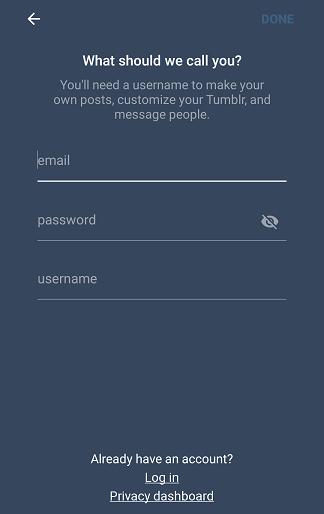 DONE
What should we call you?
You'll need a username to make your
own posts, customize your Tumblr, and
message people.
email
password
username
Already have an account?
Log in
Privacy dashboard